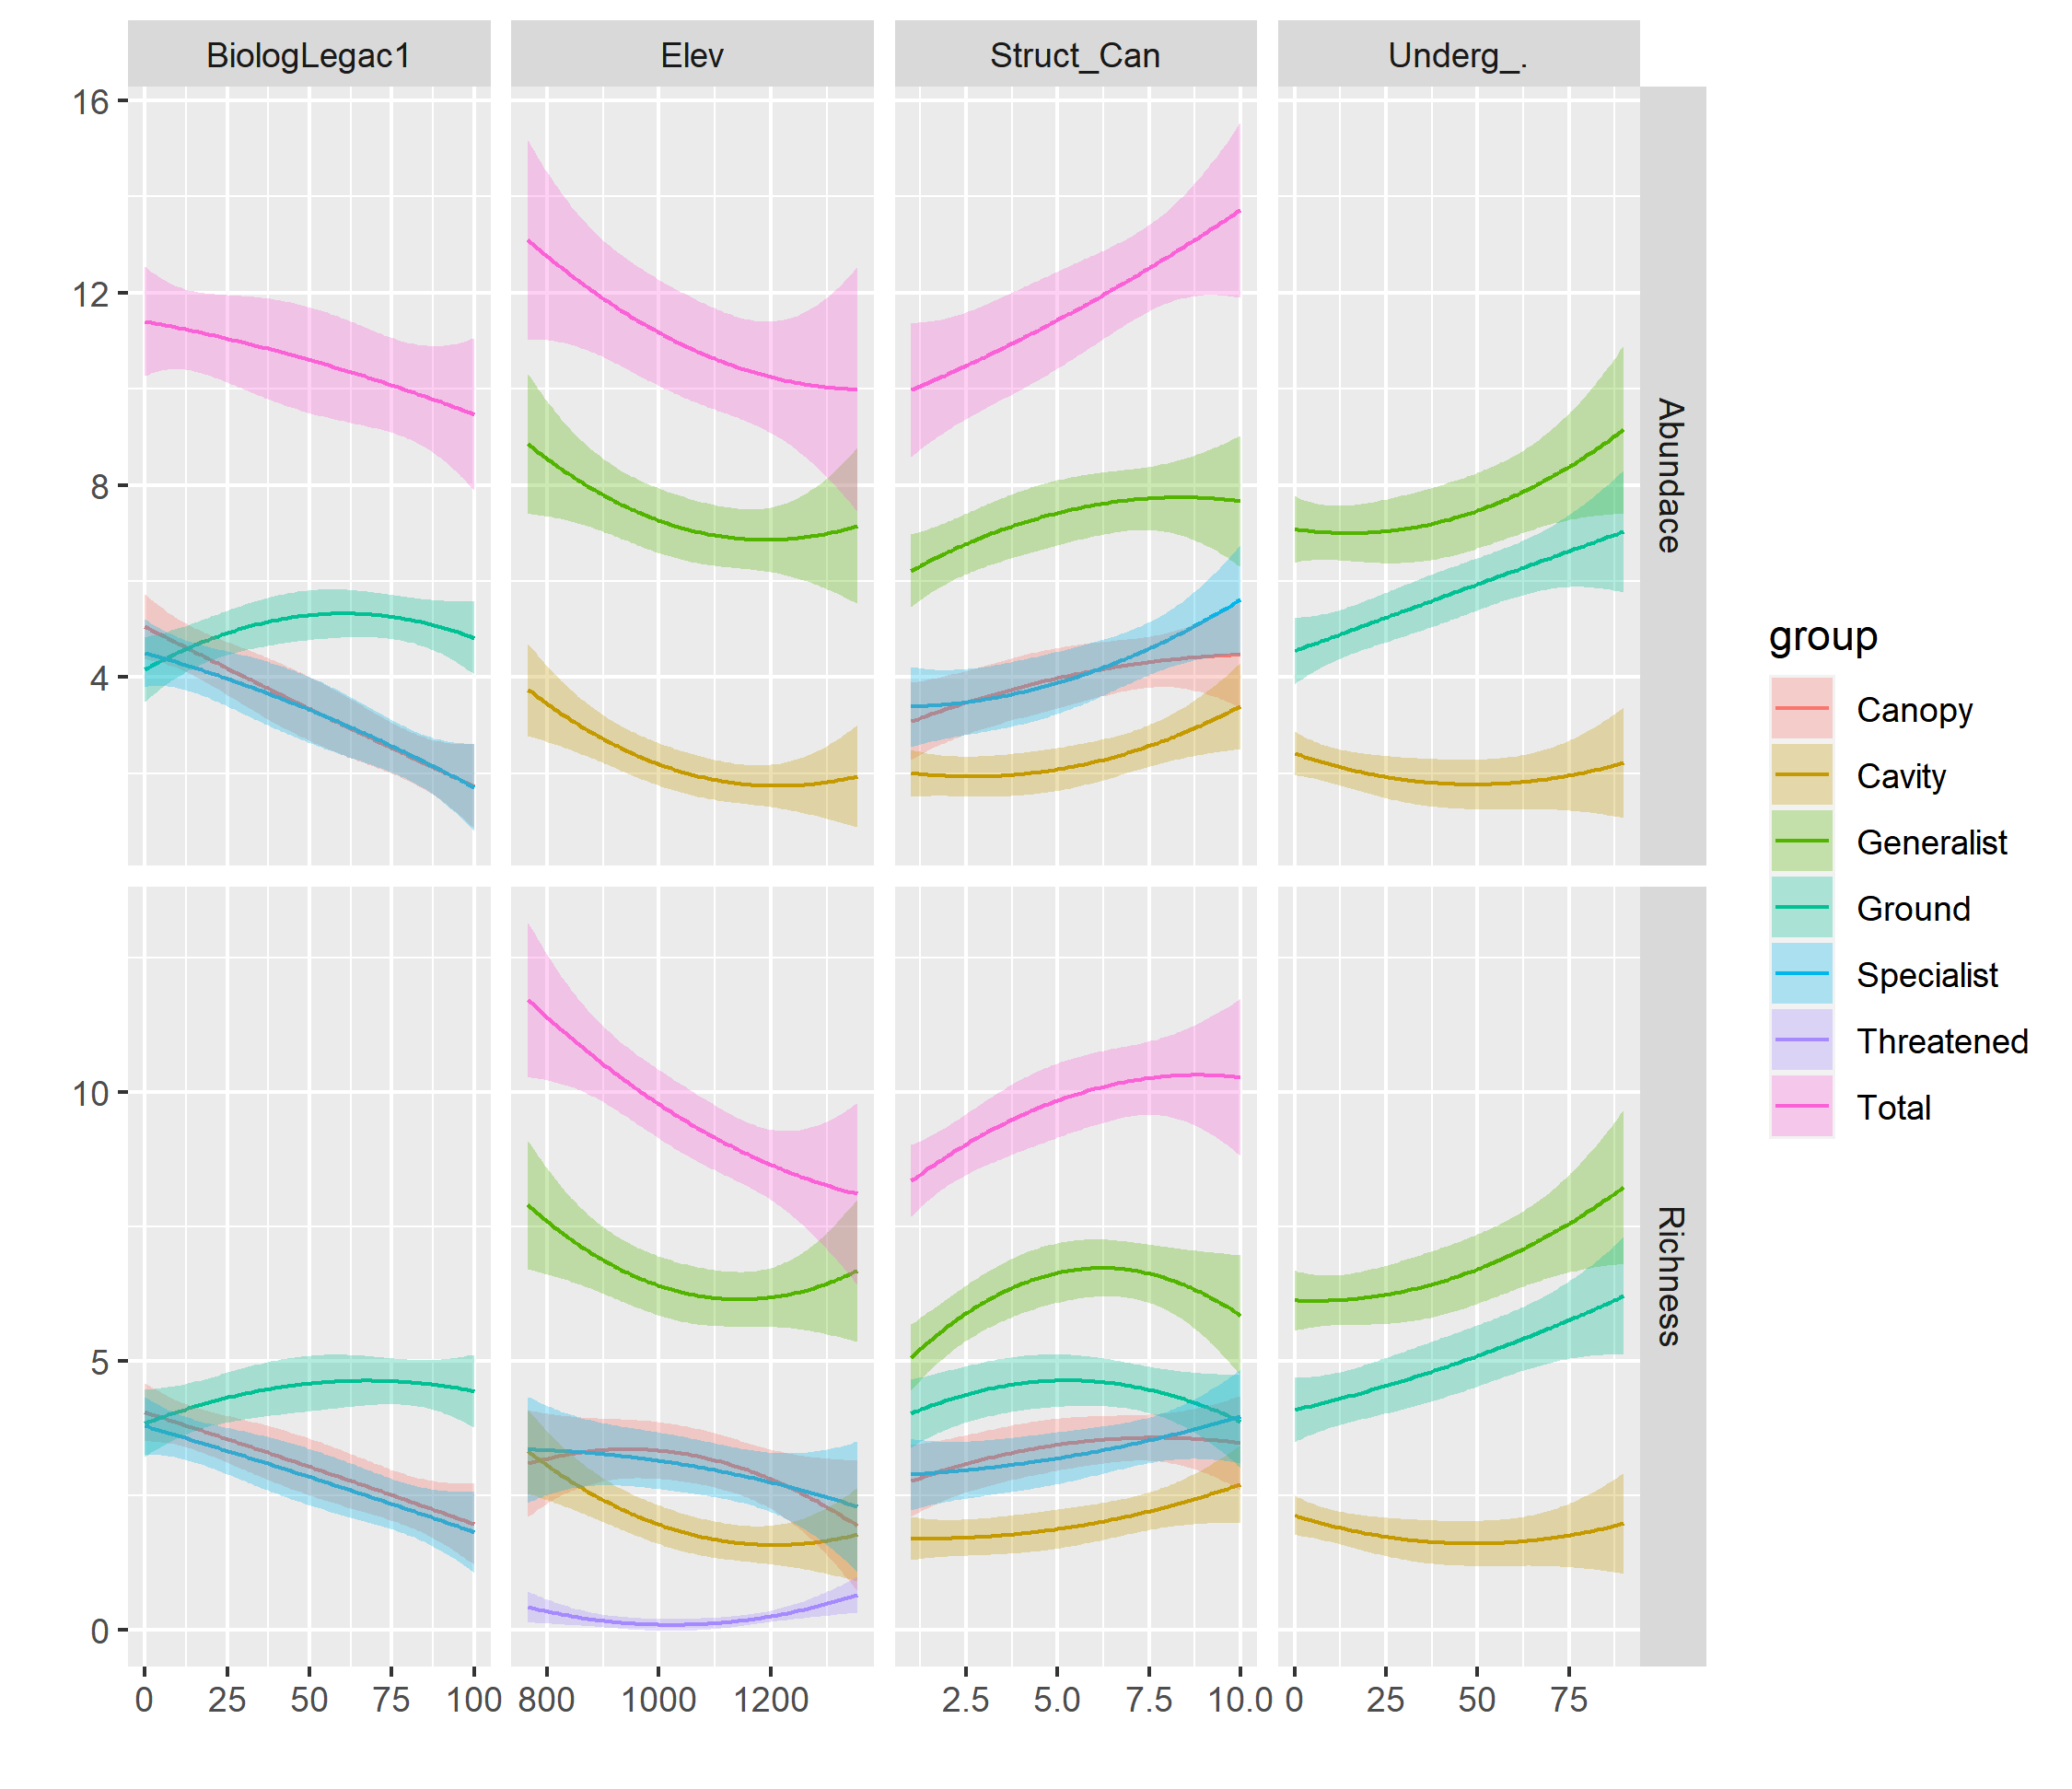 BiologLegac1 Elev Struct_Can Underg_.
16
12
8
4
Abundace
10
5
0
Richness
0 25 50 75 100 800 1000 1200 2.5 5.0 7.5 10.0 0 25 50 75
group
Canopy
Cavity
Generalist
Ground
Specialist
Threatened
Total